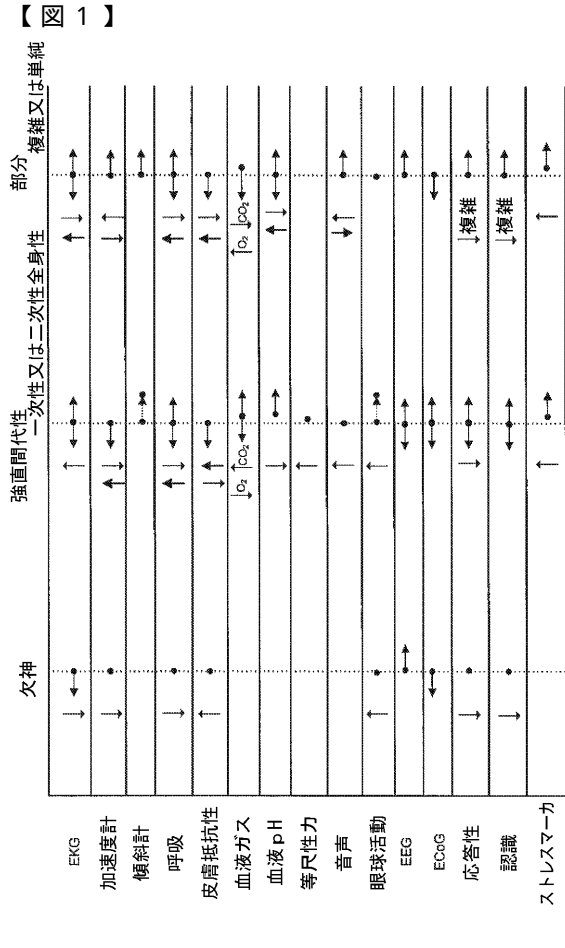 【図1】
欠神
強直間代性
一次性又は二次性全身性
部分
複雑又は単純
EKG
加速度計
傾斜計
呼吸
皮膚抵抗性
血液ガス
O₂ CO₂
O₂ CO₂
血液pH
等尺性力
音声
眼球活動
EEG
ECoG
応答性
複雑
認識
複雑
ストレスマーカ